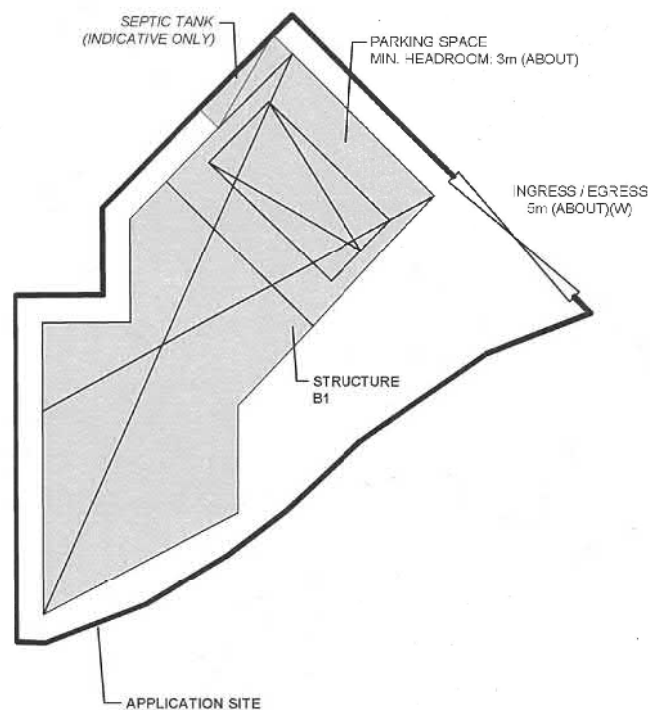 SEPTIC TANK
(INDICATIVE ONLY)
PARKING SPACE
MIN. HEADROOM: 3m (ABOUT)
INGRESS / EGRESS
5m (ABOUT)(W)
STRUCTURE
B1
APPLICATION SITE